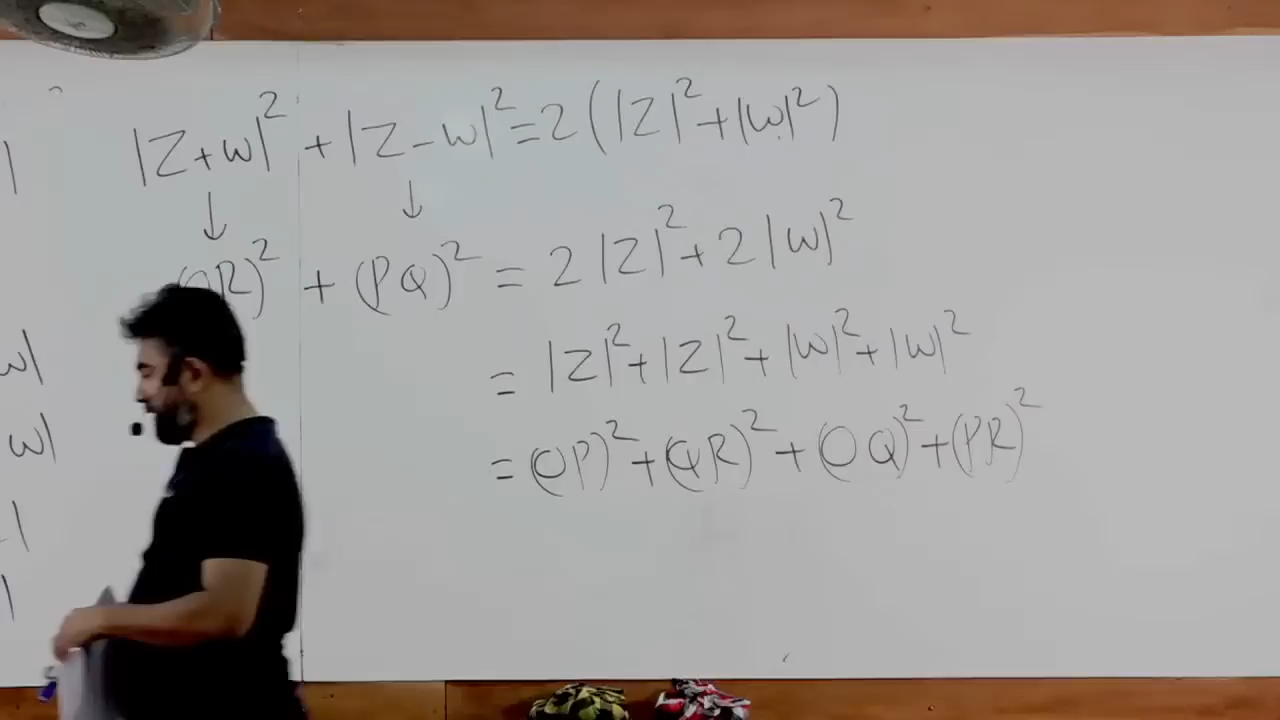 |Z+w|² + |Z-w|² = 2(|Z|²+|w|²)
↓ ↓
R)² + (PQ)² = 2|Z|²+2|w|²
= |Z|²+|Z|²+|w|²+|w|²
w|
= (OP)²+(QR)²+(OQ)²+(PR)²
w|